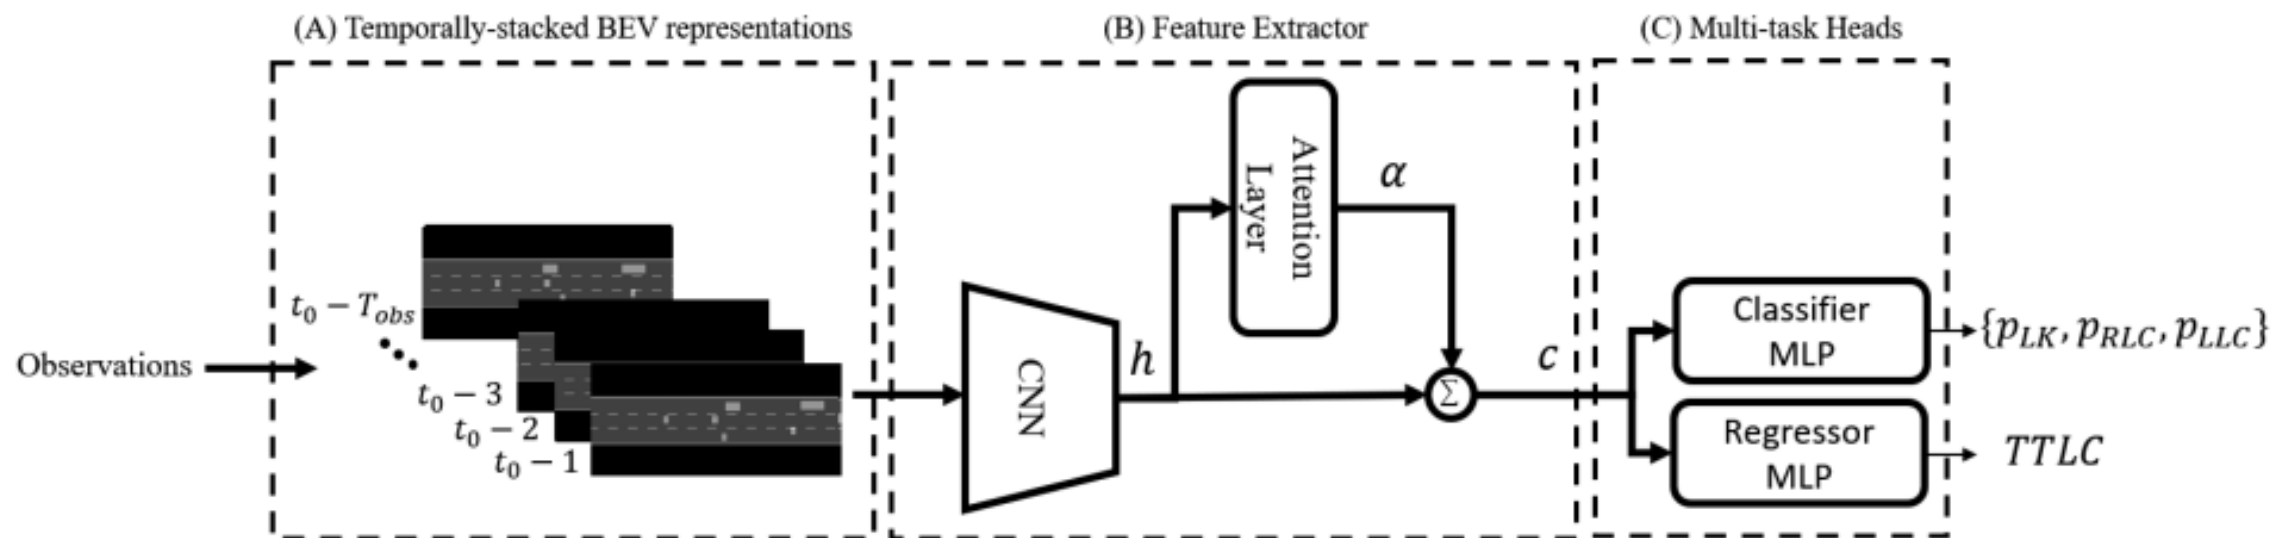 (A) Temporally-stacked BEV representations
(B) Feature Extractor
(C) Multi-task Heads
Observations
t₀ − T_obs
t₀ − 3
t₀ − 2
t₀ − 1
CNN
h
Attention
Layer
α
Σ
c
Classifier
MLP
{p_LK, p_RLC, p_LLC}
Regressor
MLP
TTLC